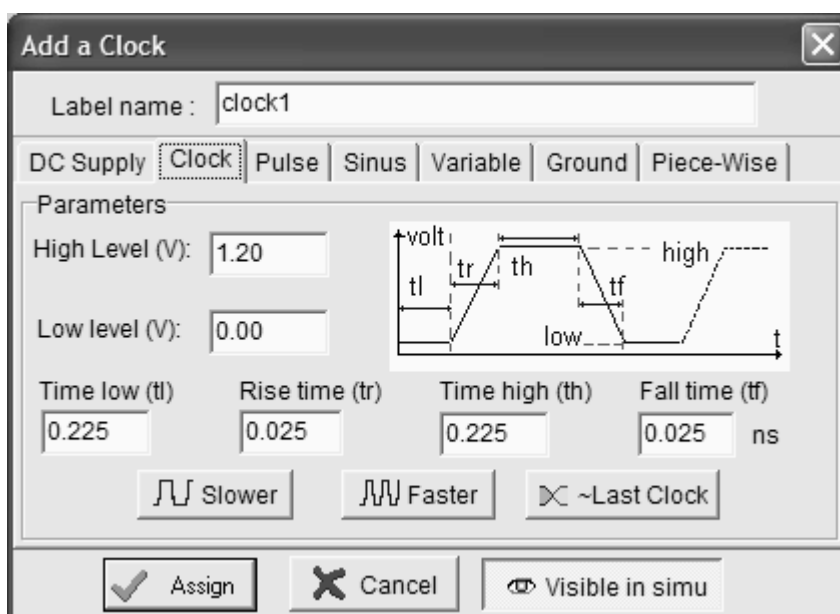 Add a Clock
Label name : clock1
DC Supply Clock Pulse Sinus Variable Ground Piece-Wise
Parameters
High Level (V): 1.20
Low level (V): 0.00
volt
tl
tr
th
tf
high
low
t
Time low (tl) Rise time (tr) Time high (th) Fall time (tf)
0.225 0.025 0.225 0.025 ns
Slower Faster ~Last Clock
Assign Cancel Visible in simu